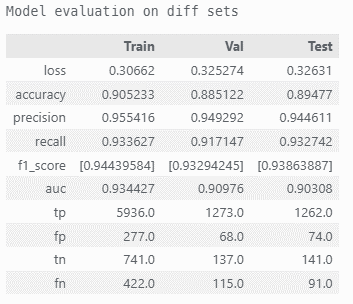 Model evaluation on diff sets
Train Val Test
loss 0.30662 0.325274 0.32631
accuracy 0.905233 0.885122 0.89477
precision 0.955416 0.949292 0.944611
recall 0.933627 0.917147 0.932742
f1_score [0.94439584] [0.93294245] [0.93863887]
auc 0.934427 0.90976 0.90308
tp 5936.0 1273.0 1262.0
fp 277.0 68.0 74.0
tn 741.0 137.0 141.0
fn 422.0 115.0 91.0